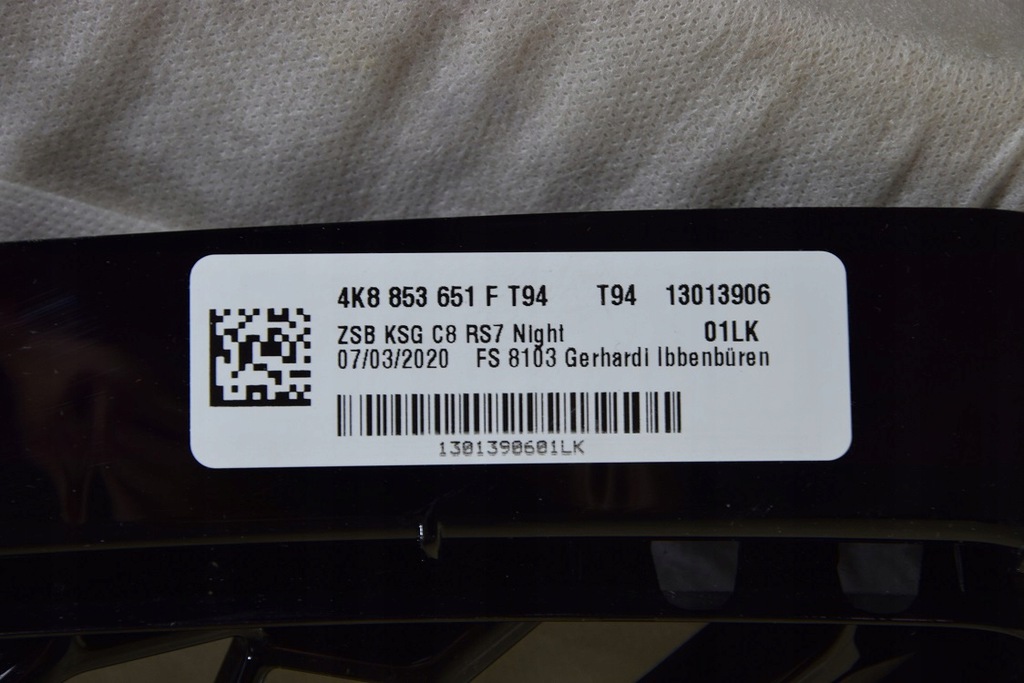 4K8 853 651 F T94 T94 13013906
ZSB KSG C8 RS7 Night 01LK
07/03/2020 FS 8103 Gerhardi Ibbenbüren
1301390601LK